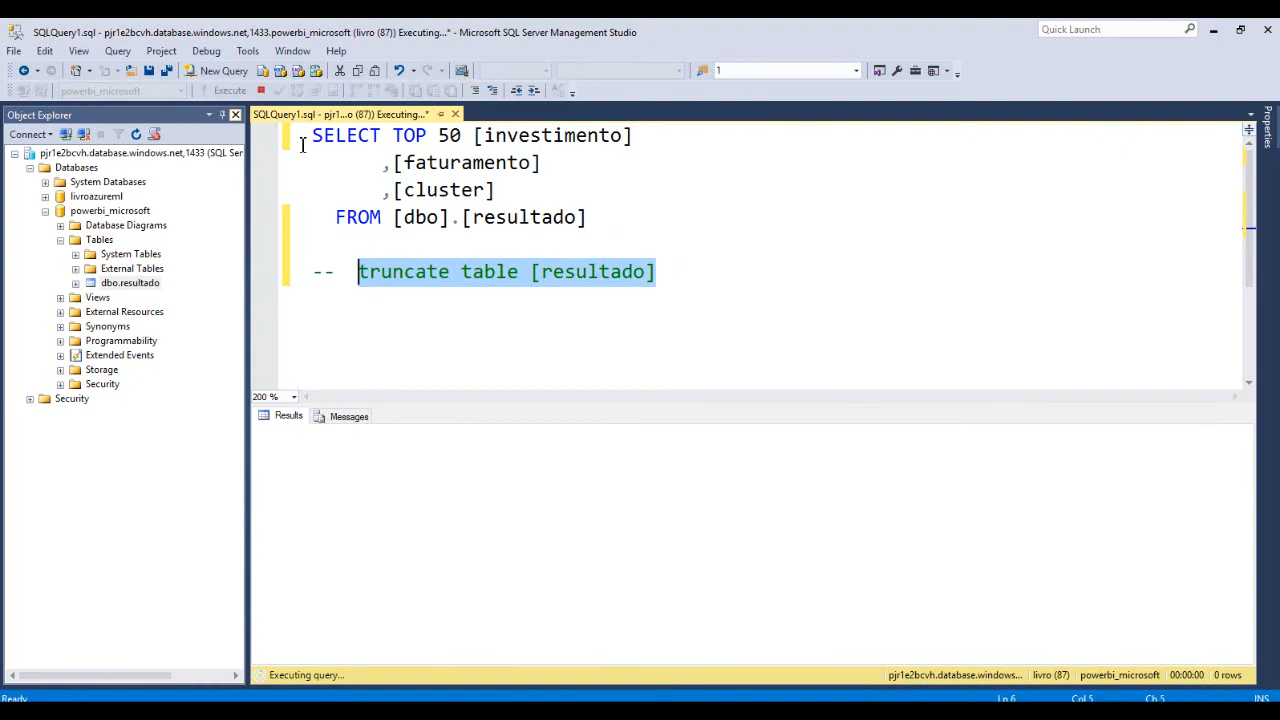 SQLQuery1.sql - pjr1e2bcvh.database.windows.net,1433.powerbi_microsoft (livro (87)) Executing...* - Microsoft SQL Server Management Studio
Quick Launch
File Edit View Query Project Debug Tools Window Help
New Query
1
powerbi_microsoft
Execute
Object Explorer
SQLQuery1.sql - pjr1...o (87)) Executing...*
Properties
Connect
pjr1e2bcvh.database.windows.net,1433 (SQL Ser
Databases
System Databases
livroazureml
powerbi_microsoft
Database Diagrams
Tables
System Tables
External Tables
dbo.resultado
Views
External Resources
Synonyms
Programmability
Extended Events
Storage
Security
Security
SELECT TOP 50 [investimento]
,[faturamento]
,[cluster]
FROM [dbo].[resultado]
-- truncate table [resultado]
200 %
Results Messages
Executing query...
pjr1e2bcvh.database.windows... livro (87) powerbi_microsoft 00:00:00 0 rows
Ready Ln 6 Col 5 Ch 5 INS